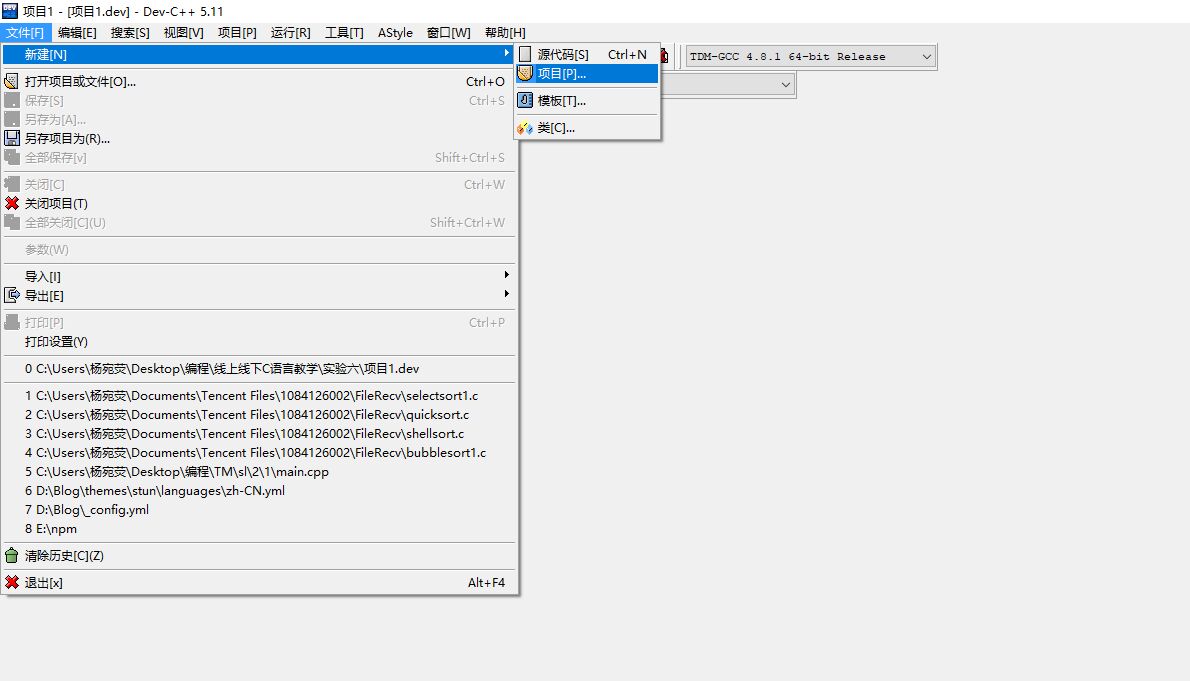 项目1 - [项目1.dev] - Dev-C++ 5.11
文件[F] 编辑[E] 搜索[S] 视图[V] 项目[P] 运行[R] 工具[T] AStyle 窗口[W] 帮助[H]
新建[N]
源代码[S] Ctrl+N
TDM-GCC 4.8.1 64-bit Release
项目[P]...
打开项目或文件[O]... Ctrl+O
保存[S] Ctrl+S
模板[T]...
另存为[A]...
类[C]...
另存项目为(R)...
全部保存[v] Shift+Ctrl+S
关闭[C] Ctrl+W
关闭项目(T)
全部关闭[C](U) Shift+Ctrl+W
参数(W)
导入[I]
导出[E]
打印[P] Ctrl+P
打印设置(Y)
0 C:\Users\杨宛荧\Desktop\编程\线上线下C语言教学\实验六\项目1.dev
1 C:\Users\杨宛荧\Documents\Tencent Files\1084126002\FileRecv\selectsort1.c
2 C:\Users\杨宛荧\Documents\Tencent Files\1084126002\FileRecv\quicksort.c
3 C:\Users\杨宛荧\Documents\Tencent Files\1084126002\FileRecv\shellsort.c
4 C:\Users\杨宛荧\Documents\Tencent Files\1084126002\FileRecv\bubblesort1.c
5 C:\Users\杨宛荧\Desktop\编程\TM\sl\2\1\main.cpp
6 D:\Blog\themes\stun\languages\zh-CN.yml
7 D:\Blog\_config.yml
8 E:\npm
清除历史[C](Z)
退出[x] Alt+F4